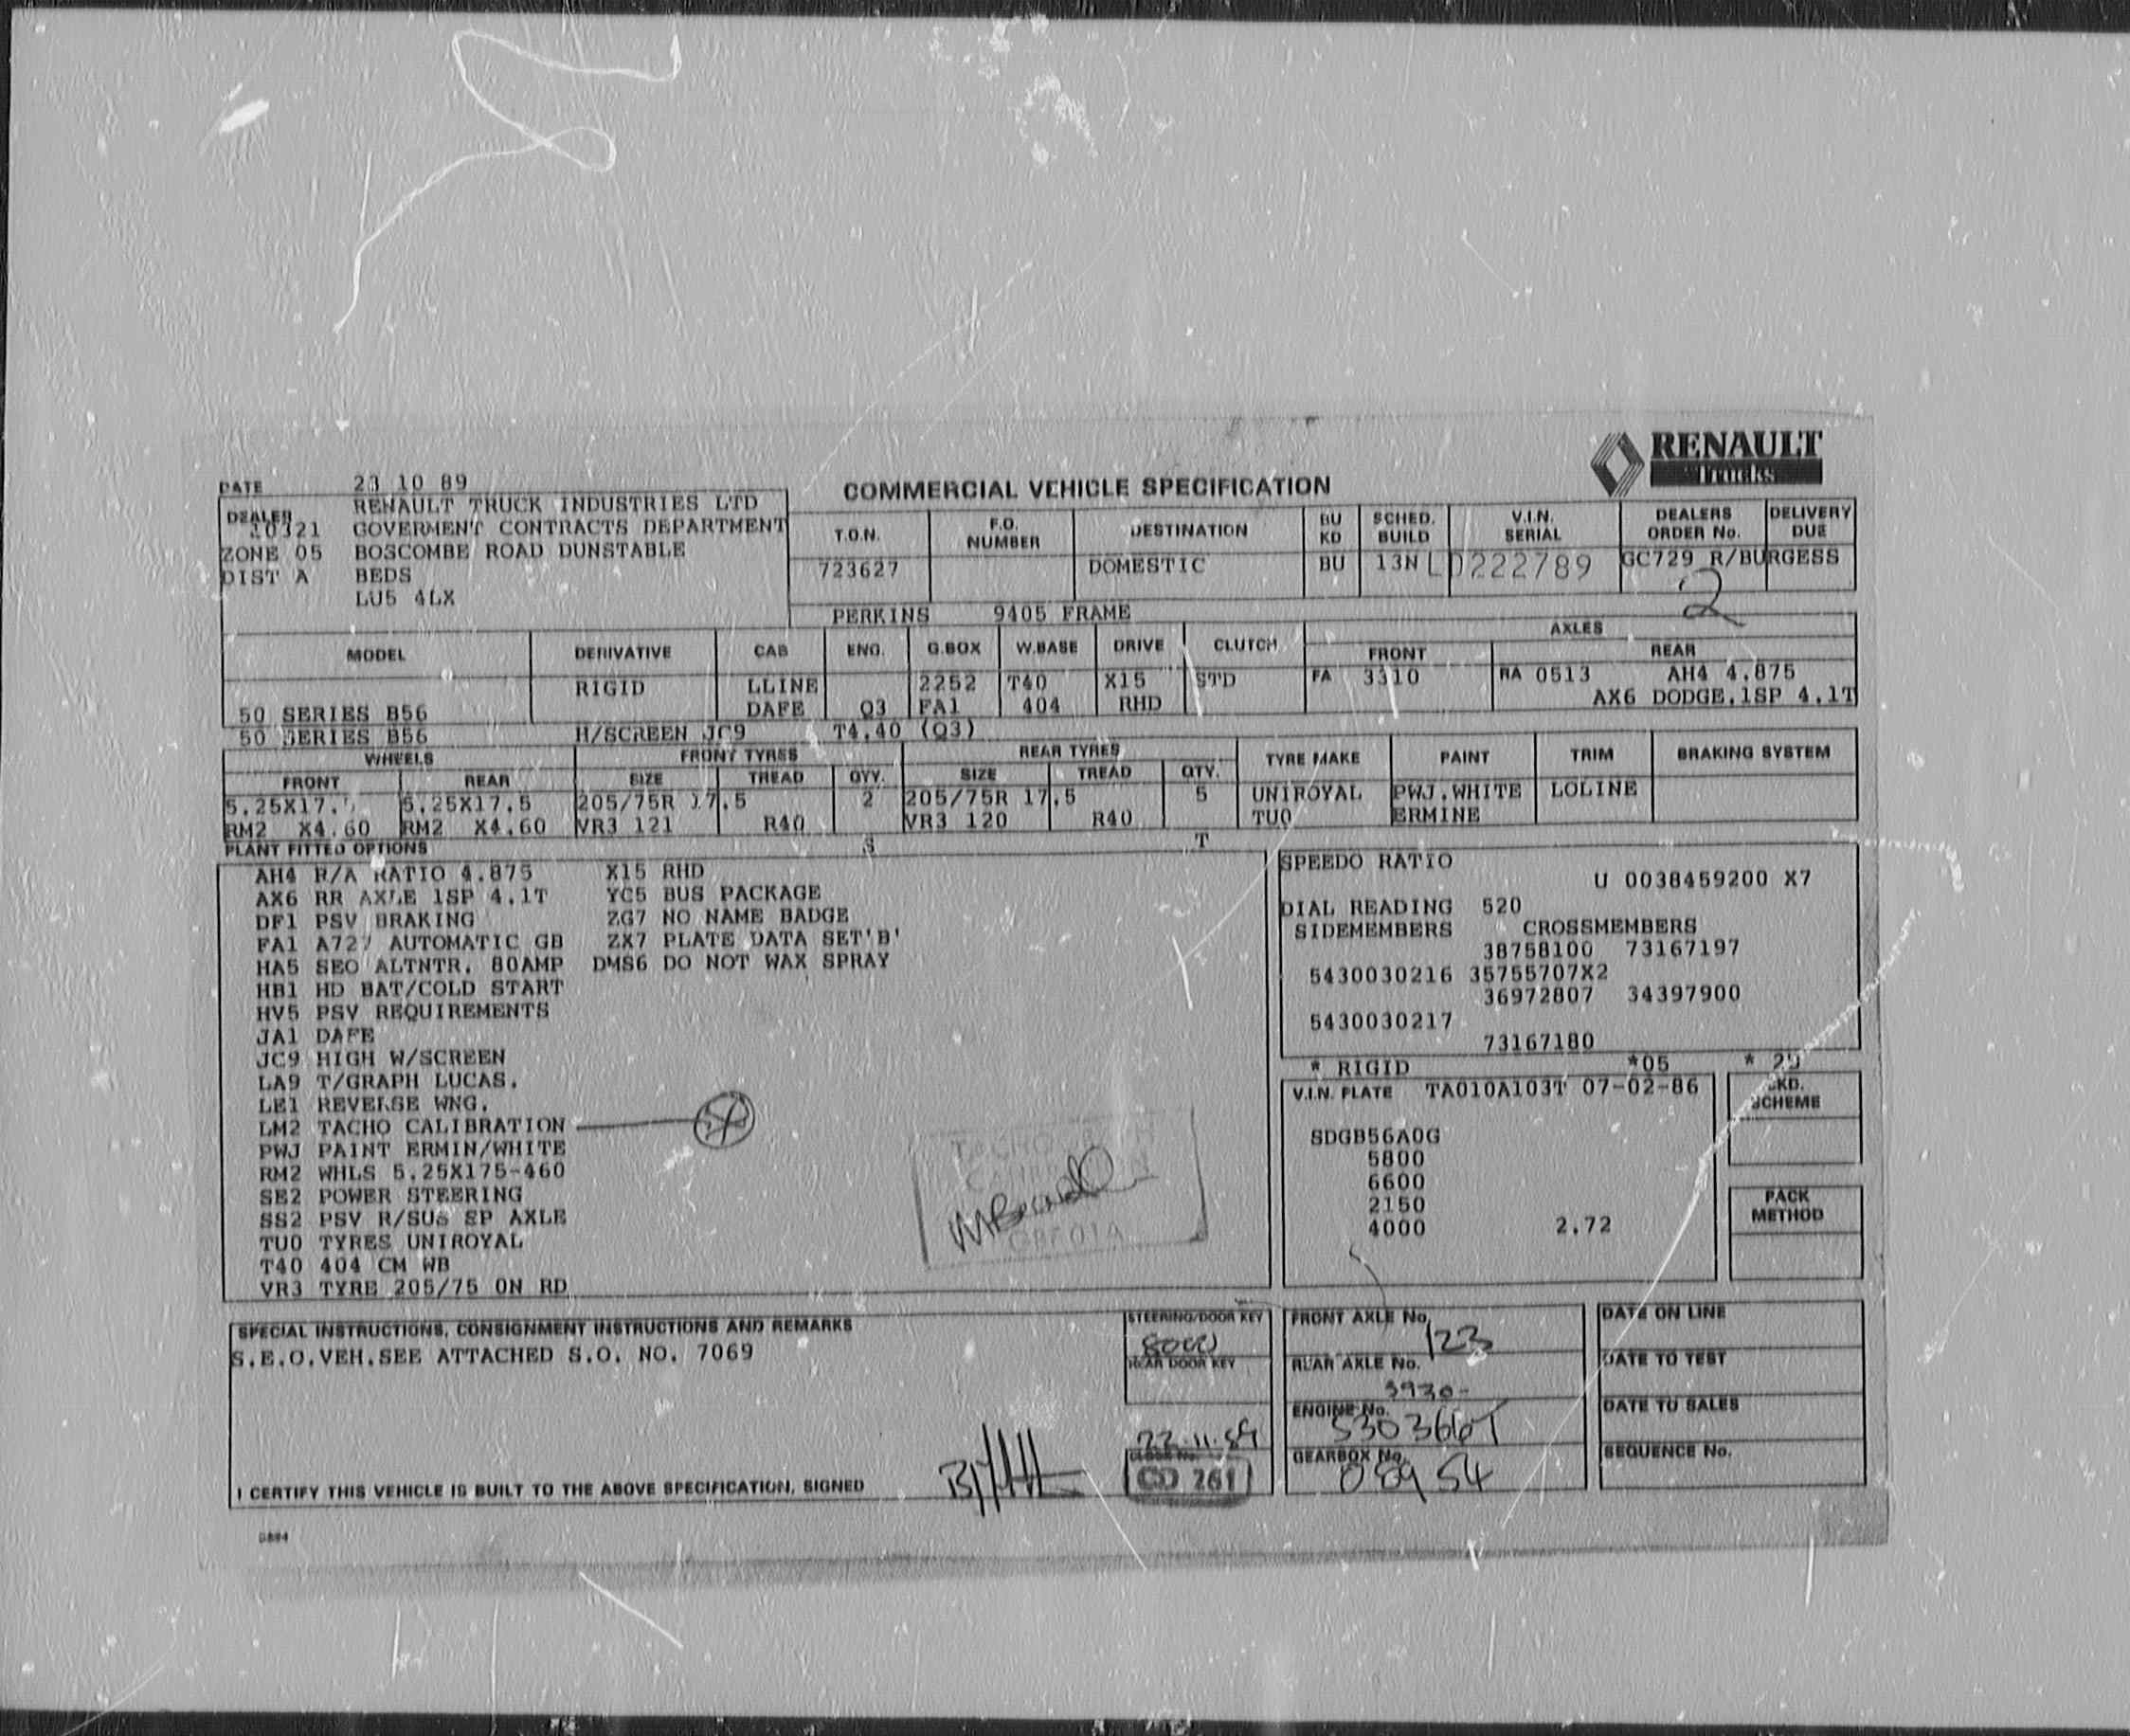 RENAULT
Trucks
DATE 23 10 89
COMMERCIAL VEHICLE SPECIFICATION
DEALER RENAULT TRUCK INDUSTRIES LTD
10321 GOVERMENT CONTRACTS DEPARTMENT
ZONE 05 BOSCOMBE ROAD DUNSTABLE
DIST A BEDS
LU5 4LX
T.O.N. F.O. NUMBER DESTINATION BU KD SCHED. BUILD V.I.N. SERIAL DEALERS ORDER No. DELIVERY DUE
723627 DOMESTIC BU 13N LD222789 GC729 R/BURGESS
2
PERKINS 9405 FRAME
MODEL DERIVATIVE CAB ENG. G.BOX W.BASE DRIVE CLUTCH AXLES FRONT REAR
RIGID LLINE 2252 T40 X15 STD FA 3310 RA 0513 AH4 4.875
50 SERIES B56 DAFE Q3 FA1 404 RHD AX6 DODGE.1SP 4.1T
50 SERIES B56 H/SCREEN JC9 T4.40 (Q3)
WHEELS FRONT TYRES REAR TYRES TYRE MAKE PAINT TRIM BRAKING SYSTEM
FRONT REAR SIZE TREAD QTY. SIZE TREAD QTY.
5.25X17.5 5.25X17.5 205/75R 17.5 2 205/75R 17.5 5 UNIROYAL PWJ.WHITE LOLINE
RM2 X4.60 RM2 X4.60 VR3 121 R40 VR3 120 R40 TU0 ERMINE
PLANT FITTED OPTIONS S T
AH4 R/A RATIO 4.875 X15 RHD
AX6 RR AXLE 1SP 4.1T YC5 BUS PACKAGE
DF1 PSV BRAKING ZG7 NO NAME BADGE
FA1 A727 AUTOMATIC GB ZX7 PLATE DATA SET'B'
HA5 SEO ALTNTR. 80AMP DMS6 DO NOT WAX SPRAY
HB1 HD BAT/COLD START
HV5 PSV REQUIREMENTS
JA1 DAFE
JC9 HIGH W/SCREEN
LA9 T/GRAPH LUCAS.
LE1 REVERSE WNG.
LM2 TACHO CALIBRATION
PWJ PAINT ERMIN/WHITE
RM2 WHLS 5.25X175-460
SE2 POWER STEERING
SS2 PSV R/SUS SP AXLE
TU0 TYRES UNIROYAL
T40 404 CM WB
VR3 TYRE 205/75 ON RD
TACHO
SPEEDO RATIO
U 0038459200 X7
DIAL READING 520
SIDEMEMBERS CROSSMEMBERS
38758100 73167197
5430030216 35755707X2
36972807 34397900
5430030217
73167180
* RIGID *05 *
V.I.N. PLATE TA010A103T 07-02-86
SDGB56A0G
5800
6600
2150
4000 2.72
CKD. SCHEME
PACK METHOD
SPECIAL INSTRUCTIONS, CONSIGNMENT INSTRUCTIONS AND REMARKS
S.E.O.VEH.SEE ATTACHED S.O. NO. 7069
I CERTIFY THIS VEHICLE IS BUILT TO THE ABOVE SPECIFICATION, SIGNED
STEERING/DOOR KEY
REAR DOOR KEY
22.11.89
CD 261
FRONT AXLE No. 123
REAR AXLE No.
3930-
ENGINE No.
GEARBOX No.
08954
DATE ON LINE
DATE TO TEST
DATE TO SALES
SEQUENCE No.